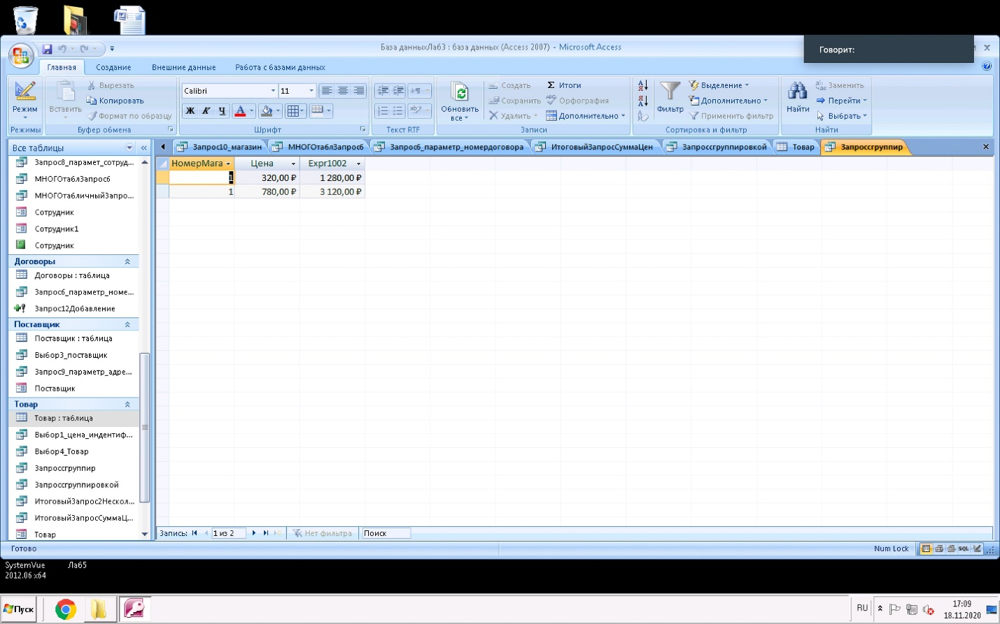 База данныхЛаб3 : база данных (Access 2007) - Microsoft Access
Говорит:
Главная Создание Внешние данные Работа с базами данных
Режим
Режимы
Вставить
Вырезать
Копировать
Формат по образцу
Буфер обмена
Calibri 11
Ж К Ч А
Шрифт
Текст RTF
Обновить
все
Создать
Сохранить
Удалить
Σ Итоги
Орфография
Дополнительно
Записи
Фильтр
Выделение
Дополнительно
Применить фильтр
Сортировка и фильтр
Найти
Заменить
Перейти
Выбрать
Найти
Все таблицы
Запрос8_парамет_сотруд...
МНОГОтаблЗапрос6
МНОГОтабличныйЗапро...
Сотрудник
Сотрудник1
Сотрудник
Договоры
Договоры : таблица
Запрос6_параметр_номе...
Запрос12Добавление
Поставщик
Поставщик : таблица
Выбор3_поставщик
Запрос9_параметр_адре...
Поставщик
Товар
Товар : таблица
Выбор1_цена_индентиф...
Выбор4_Товар
Запроссгруппир
Запроссгруппировкой
ИтоговыйЗапрос2Нескол...
ИтоговыйЗапросСуммаЦ...
Товар
Запрос10_магазин МНОГОтаблЗапрос6 Запрос6_параметр_номердоговора ИтоговыйЗапросСуммаЦен Запроссгруппировкой Товар Запроссгруппир
НомерМага Цена Expr1002
1 320,00 ₽ 1 280,00 ₽
1 780,00 ₽ 3 120,00 ₽
Запись: 1 из 2 Нет фильтра Поиск
Готово
Num Lock
SQL
SystemVue
2012.06 x64
Лаб5
Пуск
RU
17:09
18.11.2020